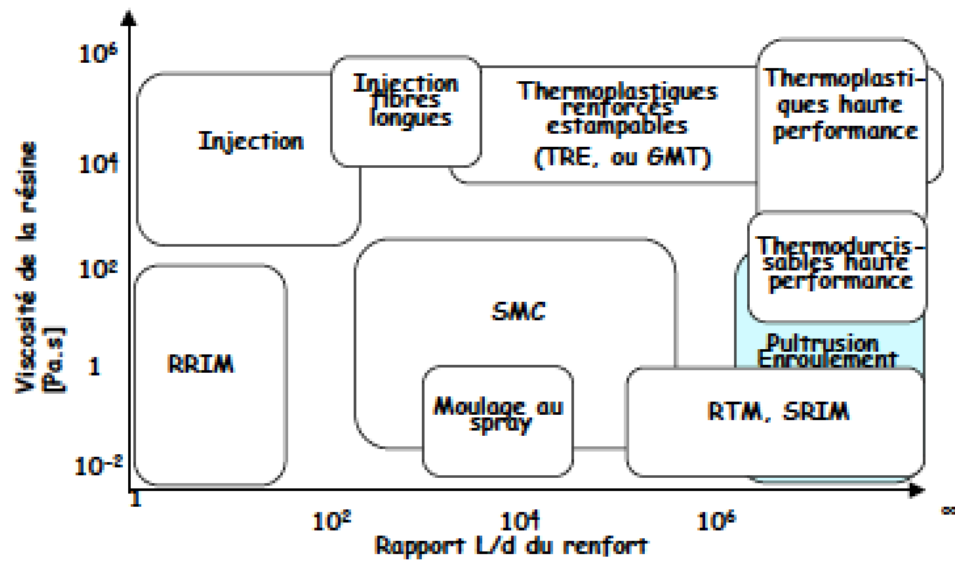 10⁶
10⁴
10²
1
10⁻²
Viscosité de la résine
[Pa.s]
Injection
Injection
fibres
longues
Thermoplastiques
renforcés
estampables
(TRE, ou GMT)
Thermoplasti-
ques haute
performance
Thermodurcis-
sables haute
performance
RRIM
SMC
Pultrusion
Enroulement
Moulage au
spray
RTM, SRIM
1
10²
10⁴
10⁶
∞
Rapport L/d du renfort